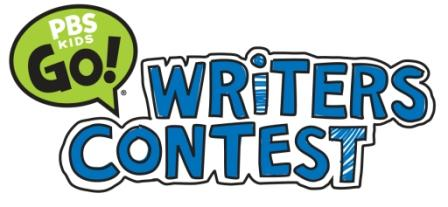 PBS
KIDS
GO!
®
WRiTERS
CONTEST